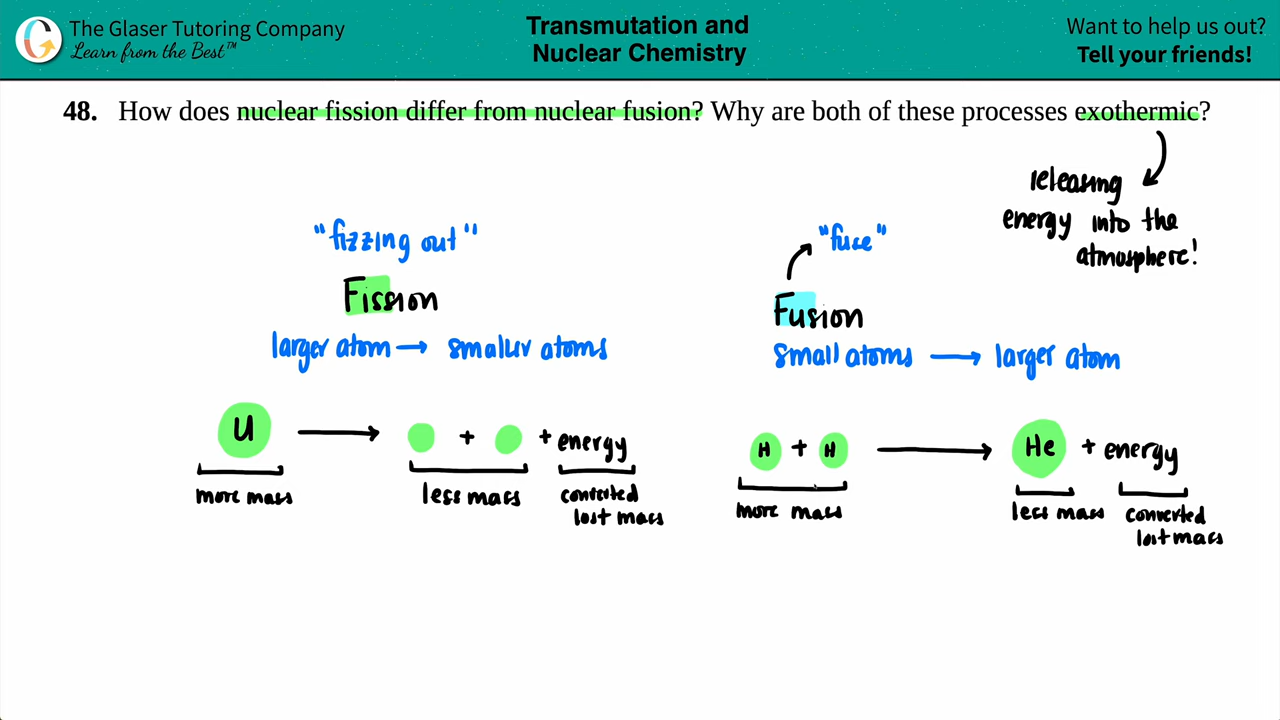 The Glaser Tutoring Company
Learn from the Best™
Transmutation and
Nuclear Chemistry
Want to help us out?
Tell your friends!
48. How does nuclear fission differ from nuclear fusion? Why are both of these processes exothermic?
releasing
energy into the
atmosphere!
"fizzing out"
Fission
larger atom → smaller atoms
U → + + energy
more mass less mass converted
lost mass
"fuse"
Fusion
small atoms → larger atom
H + H → He + energy
more mass less mass converted
lost mass